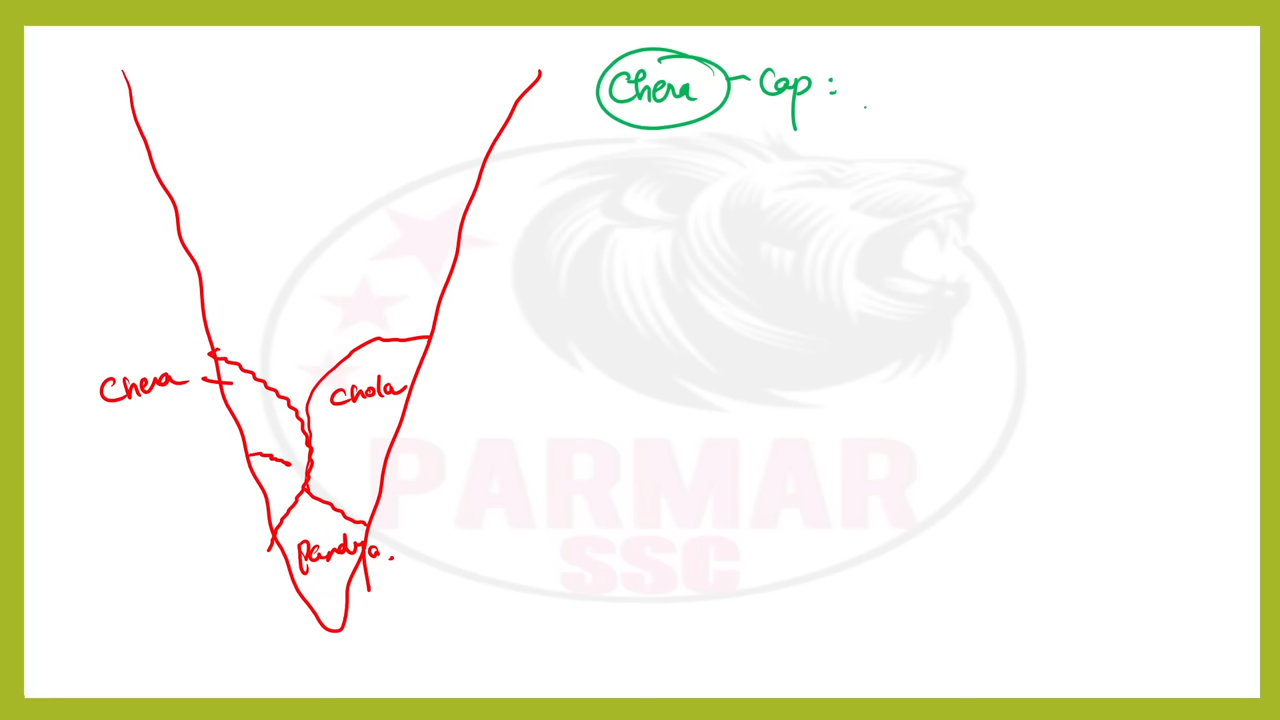 Chera - Cap :
Chera
Chola
Pandya.
PARMAR
SSC